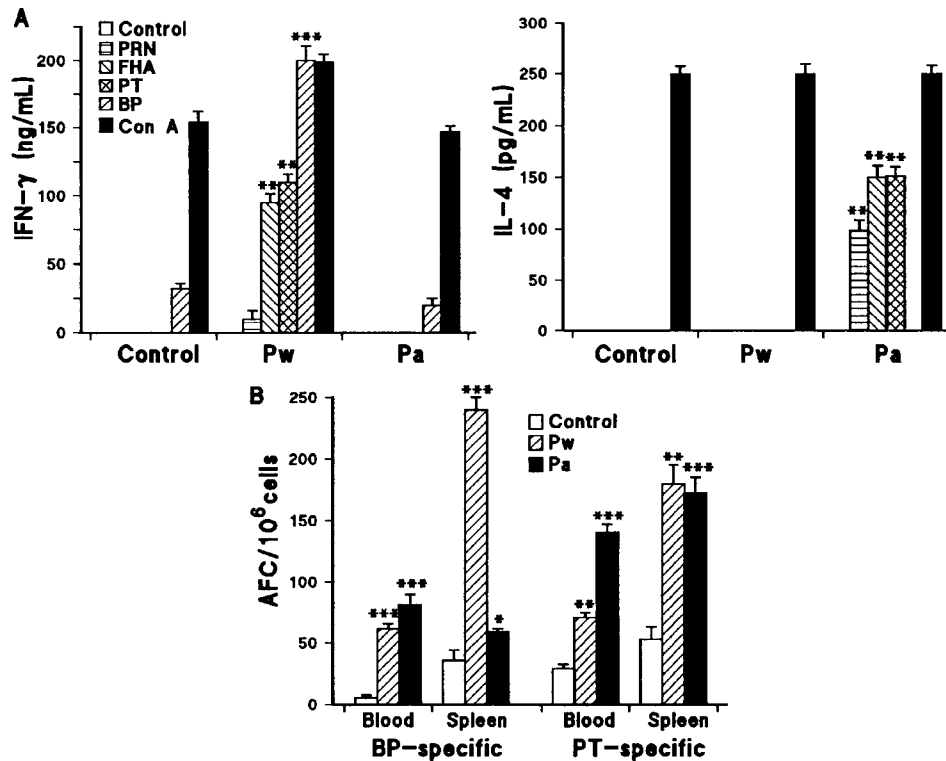 A
IFN-γ (ng/mL)
200
150
100
50
0
Control
PRN
FHA
PT
BP
Con A
**
**
***
Control
Pw
Pa
IL-4 (pg/mL)
300
250
200
150
100
50
0
**
**
**
Control
Pw
Pa
B
AFC/10⁶cells
250
200
150
100
50
0
Control
Pw
Pa
***
***
***
*
**
***
**
***
Blood
Spleen
Blood
Spleen
BP-specific
PT-specific